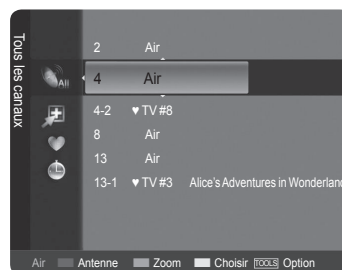 Tous les canaux
All
2 Air
4 Air
4-2 ♥ TV #8
8 Air
13 Air
13-1 ♥ TV #3 Alice's Adventures in Wonderland
Air Antenne Zoom Choisir TOOLS Option